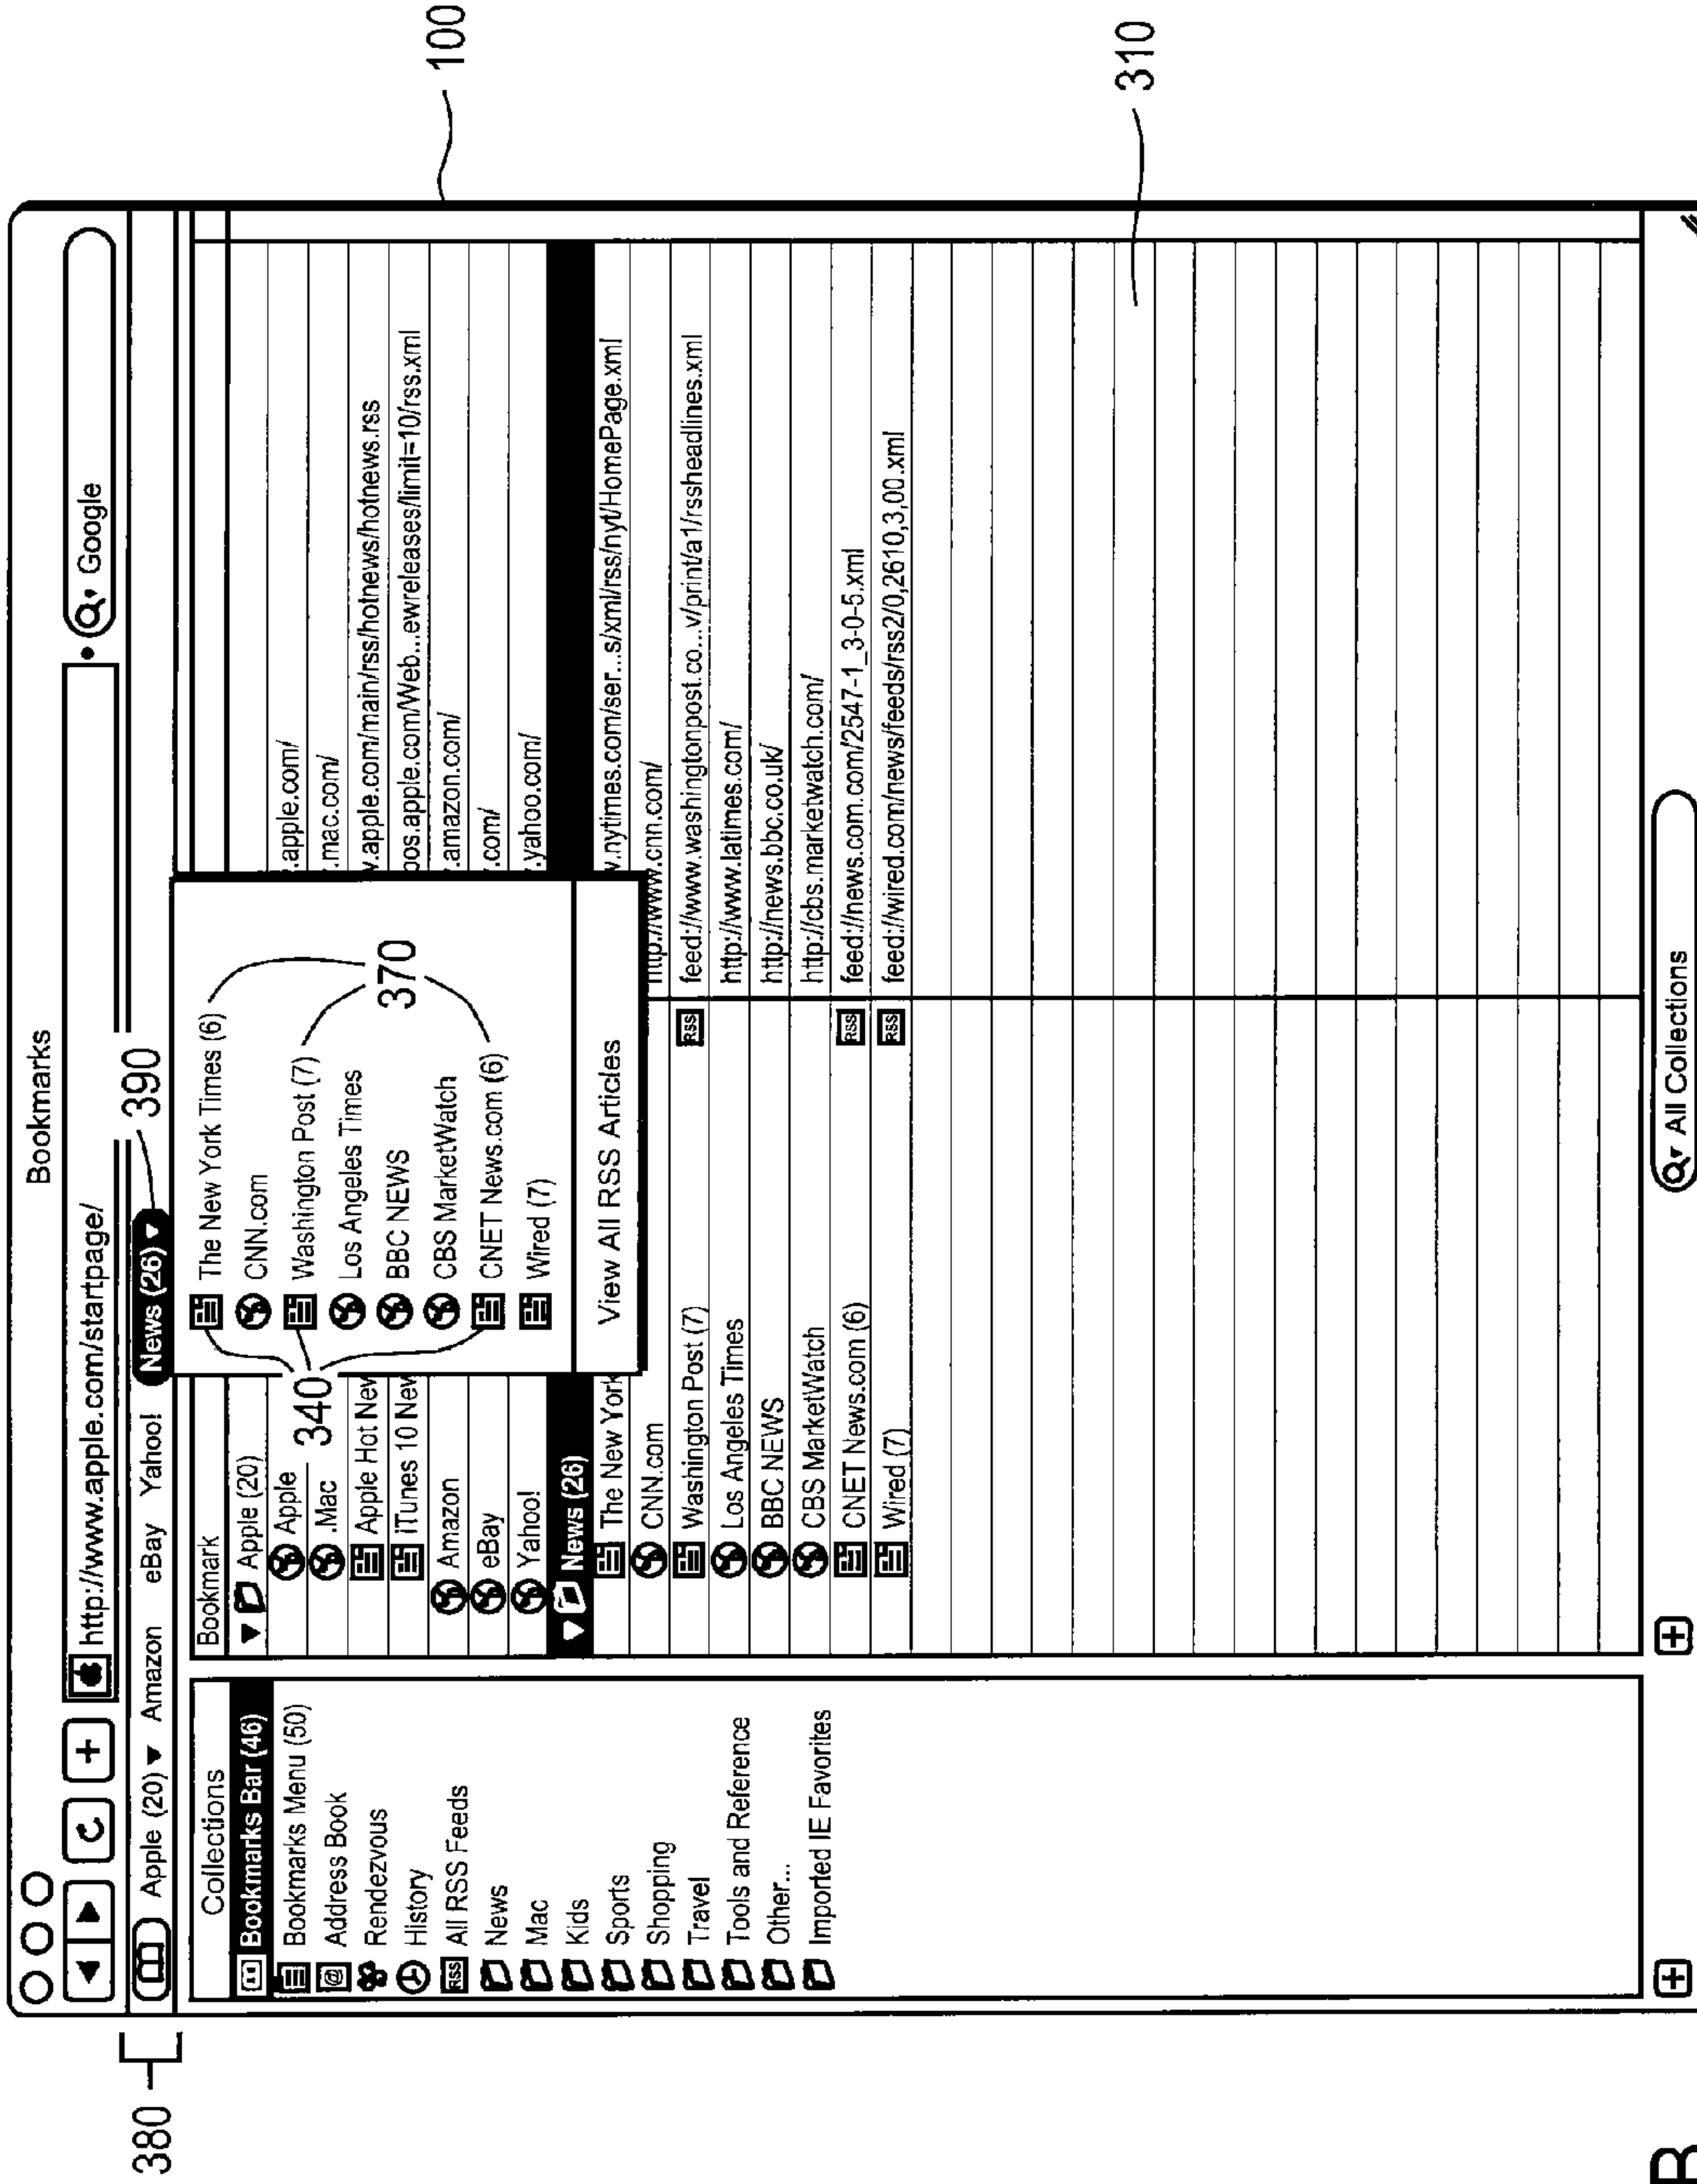 Bookmarks
http://www.apple.com/startpage/
Google
390
380
Apple (20) Amazon eBay Yahoo! News (26)
100
Collections
Bookmarks Bar (46)
Bookmarks Menu (50)
Address Book
Rendezvous
History
RSS All RSS Feeds
News
Mac
Kids
Sports
Shopping
Travel
Tools and Reference
Other...
Imported IE Favorites
Bookmark
Apple (20)
Apple
.Mac
Apple Hot New
iTunes 10 New
Amazon
eBay
Yahoo!
News (26)
The New York
CNN.com
Washington Post (7) RSS
Los Angeles Times
BBC NEWS
CBS MarketWatch
CNET News.com (6) RSS
Wired (7) RSS
340
The New York Times (6)
CNN.com
Washington Post (7)
Los Angeles Times
BBC NEWS
CBS MarketWatch
CNET News.com (6)
Wired (7)
View All RSS Articles
370
.apple.com/
.mac.com/
.apple.com/main/rss/hotnews/hotnews.rss
.apple.com/Web...ewreleases/limit=10/rss.xml
.amazon.com/
.com/
.yahoo.com/
.nytimes.com/ser...s/xml/rss/nyt/HomePage.xml
http://www.cnn.com/
feed://www.washingtonpost.co...v/print/a1/rssheadlines.xml
http://www.latimes.com/
http://news.bbc.co.uk/
http://cbs.marketwatch.com/
feed://news.com.com/2547-1_3-0-5.xml
feed://wired.com/news/feeds/rss2/0,2610,3,00.xml
310
All Collections
B